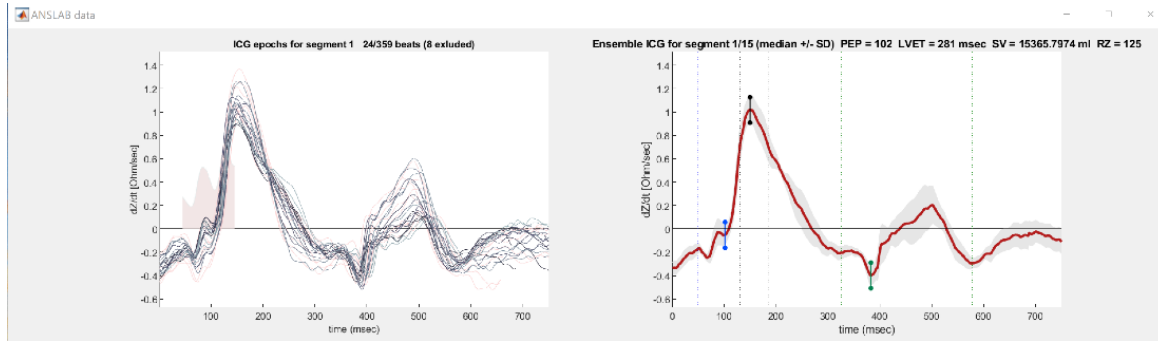 ANSLAB data
ICG epochs for segment 1 24/359 beats (8 exluded)
1.4
1.2
1
0.8
0.6
0.4
0.2
0
-0.2
-0.4
-0.6
dZ/dt [Ohm/sec]
100 200 300 400 500 600 700
time (msec)
Ensemble ICG for segment 1/15 (median +/- SD) PEP = 102 LVET = 281 msec SV = 15365.7974 ml RZ = 125
1.4
1.2
1
0.8
0.6
0.4
0.2
0
-0.2
-0.4
-0.6
dZ/dt [Ohm/sec]
0 100 200 300 400 500 600 700
time (msec)